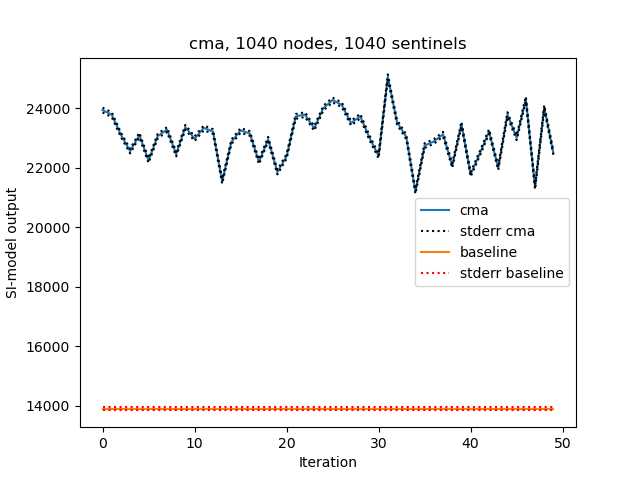 cma, 1040 nodes, 1040 sentinels
SI-model output
24000
22000
20000
18000
16000
14000
cma
stderr cma
baseline
stderr baseline
0 10 20 30 40 50
Iteration